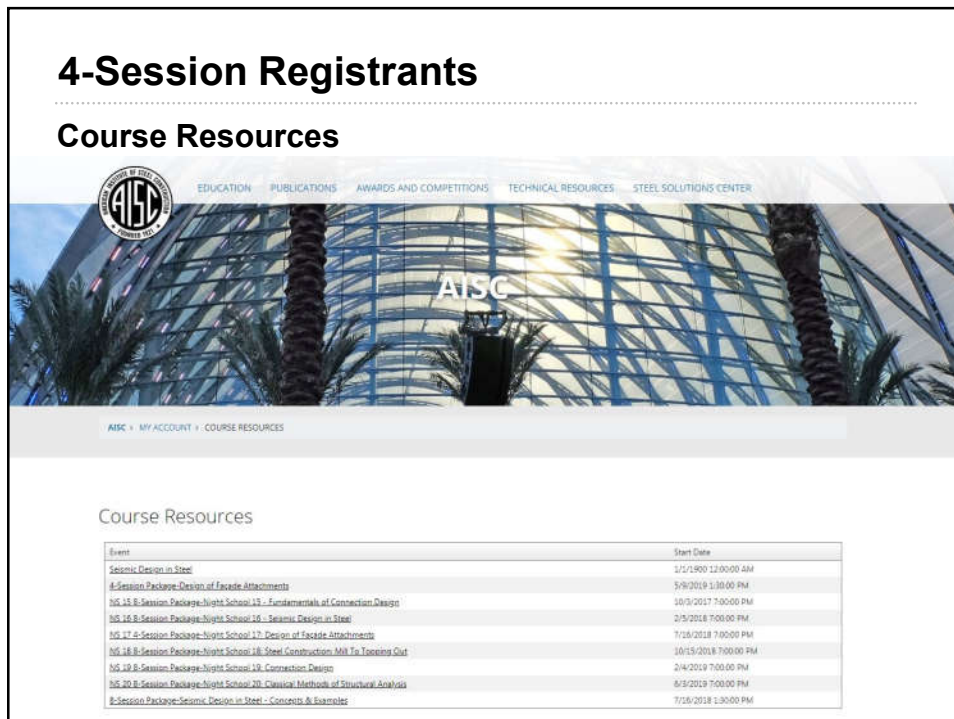 4-Session Registrants
Course Resources
AMERICAN INSTITUTE OF STEEL CONSTRUCTION
AISC
FOUNDED 1921
EDUCATION PUBLICATIONS AWARDS AND COMPETITIONS TECHNICAL RESOURCES STEEL SOLUTIONS CENTER
AISC
AISC › MY ACCOUNT › COURSE RESOURCES
Course Resources
Event Start Date
Seismic Design in Steel 1/1/1900 12:00:00 AM
4-Session Package-Design of Facade Attachments 5/9/2019 1:30:00 PM
NS 15 8-Session Package-Night School 15 - Fundamentals of Connection Design 10/3/2017 7:00:00 PM
NS 16 8-Session Package-Night School 16 - Seismic Design in Steel 2/5/2018 7:00:00 PM
NS 17 4-Session Package-Night School 17: Design of Facade Attachments 7/16/2018 7:00:00 PM
NS 18 8-Session Package-Night School 18: Steel Construction: Mill To Topping Out 10/15/2018 7:00:00 PM
NS 19 8-Session Package-Night School 19: Connection Design 2/4/2019 7:00:00 PM
NS 20 8-Session Package-Night School 20: Classical Methods of Structural Analysis 6/3/2019 7:00:00 PM
8-Session Package-Seismic Design in Steel - Concepts & Examples 7/16/2018 1:30:00 PM